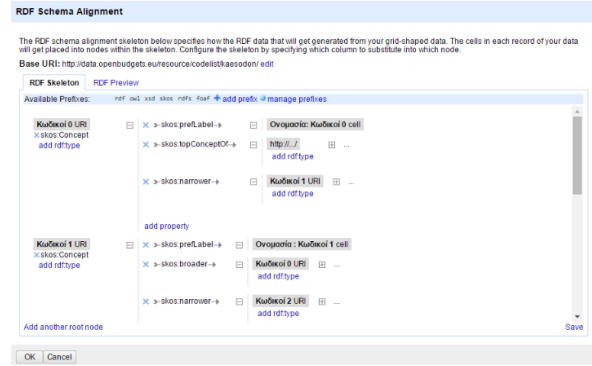 RDF Schema Alignment
The RDF schema alignment skeleton below specifies how the RDF data that will get generated from your grid-shaped data. The cells in each record of your data
will get placed into nodes within the skeleton. Configure the skeleton by specifying which column to substitute into which node.
Base URI: http://data.openbudgets.eu/resource/codelist/kaesodon/ edit
RDF Skeleton RDF Preview
Available Prefixes: rdf owl xsd skos rdfs foaf add prefix manage prefixes
Κωδικοί 0 URI skos:prefLabel Ονομασία: Κωδικοί 0 cell
skos:Concept
add rdf:type skos:topConceptOf http://.../ ...
add rdf:type
skos:narrower Κωδικοί 1 URI ...
add rdf:type
add property
Κωδικοί 1 URI skos:prefLabel Ονομασία : Κωδικοί 1 cell
skos:Concept
add rdf:type skos:broader Κωδικοί 0 URI ...
add rdf:type
skos:narrower Κωδικοί 2 URI ...
add rdf:type
Add another root node Save
OK Cancel